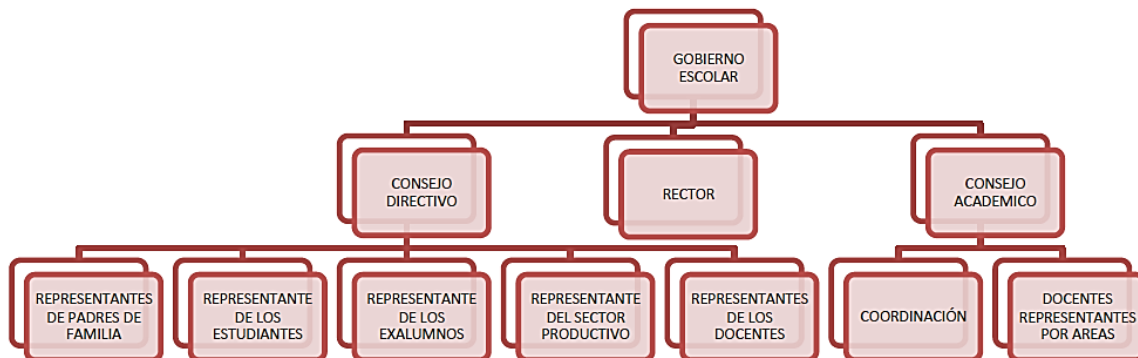 GOBIERNO
ESCOLAR
CONSEJO
DIRECTIVO
RECTOR
CONSEJO
ACADEMICO
REPRESENTANTES
DE PADRES DE
FAMILIA
REPRESENTANTE
DE LOS
ESTUDIANTES
REPRESENTANTE
DE LOS
EXALUMNOS
REPRESENTANTE
DEL SECTOR
PRODUCTIVO
REPRESENTANTES
DE LOS
DOCENTES
COORDINACIÓN
DOCENTES
REPRESENTANTES
POR AREAS